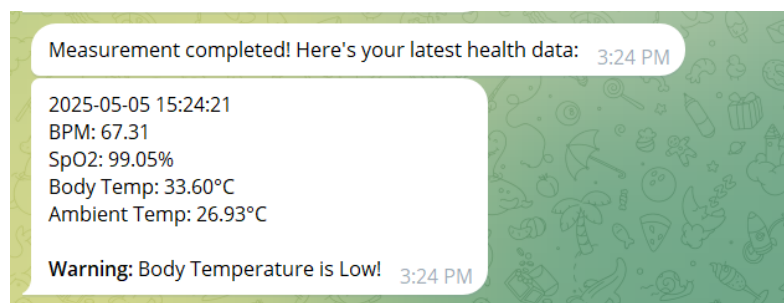 Measurement completed! Here's your latest health data: 3:24 PM
2025-05-05 15:24:21
BPM: 67.31
SpO2: 99.05%
Body Temp: 33.60°C
Ambient Temp: 26.93°C
Warning: Body Temperature is Low! 3:24 PM